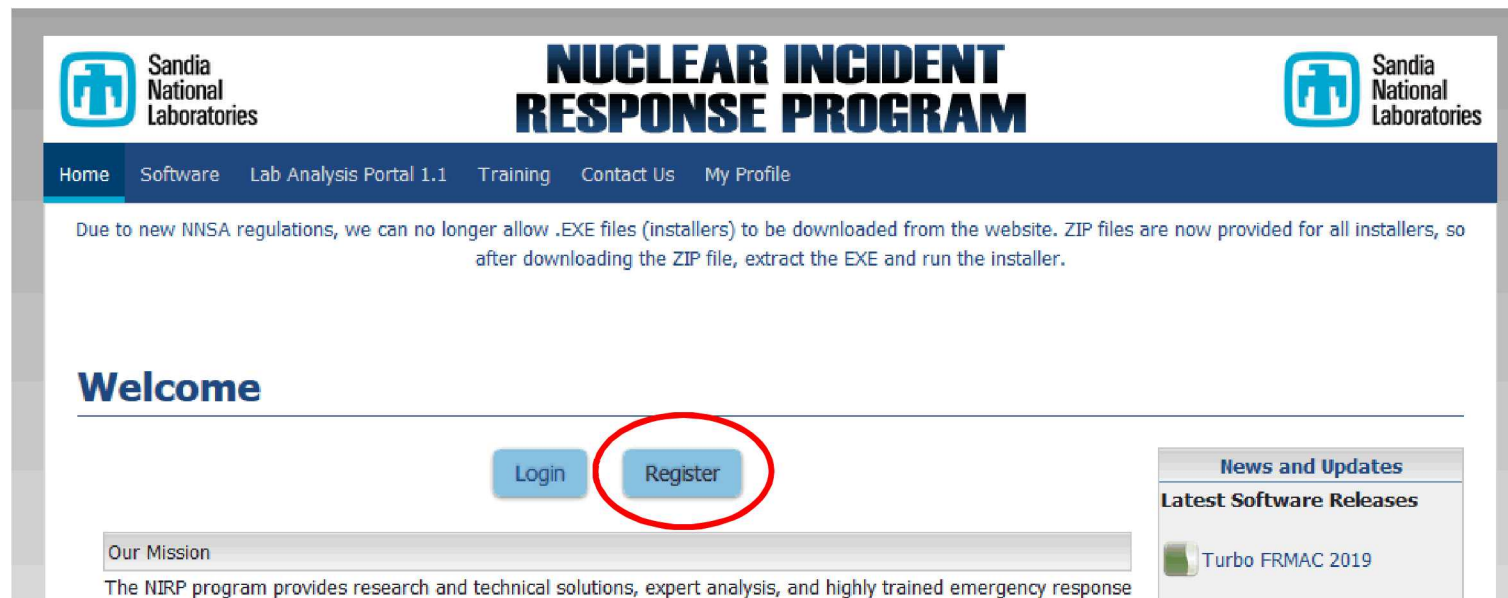 Sandia
National
Laboratories
NUCLEAR INCIDENT
RESPONSE PROGRAM
Sandia
National
Laboratories
Home Software Lab Analysis Portal 1.1 Training Contact Us My Profile
Due to new NNSA regulations, we can no longer allow .EXE files (installers) to be downloaded from the website. ZIP files are now provided for all installers, so
after downloading the ZIP file, extract the EXE and run the installer.
Welcome
Login Register
Our Mission
The NIRP program provides research and technical solutions, expert analysis, and highly trained emergency response
News and Updates
Latest Software Releases
Turbo FRMAC 2019